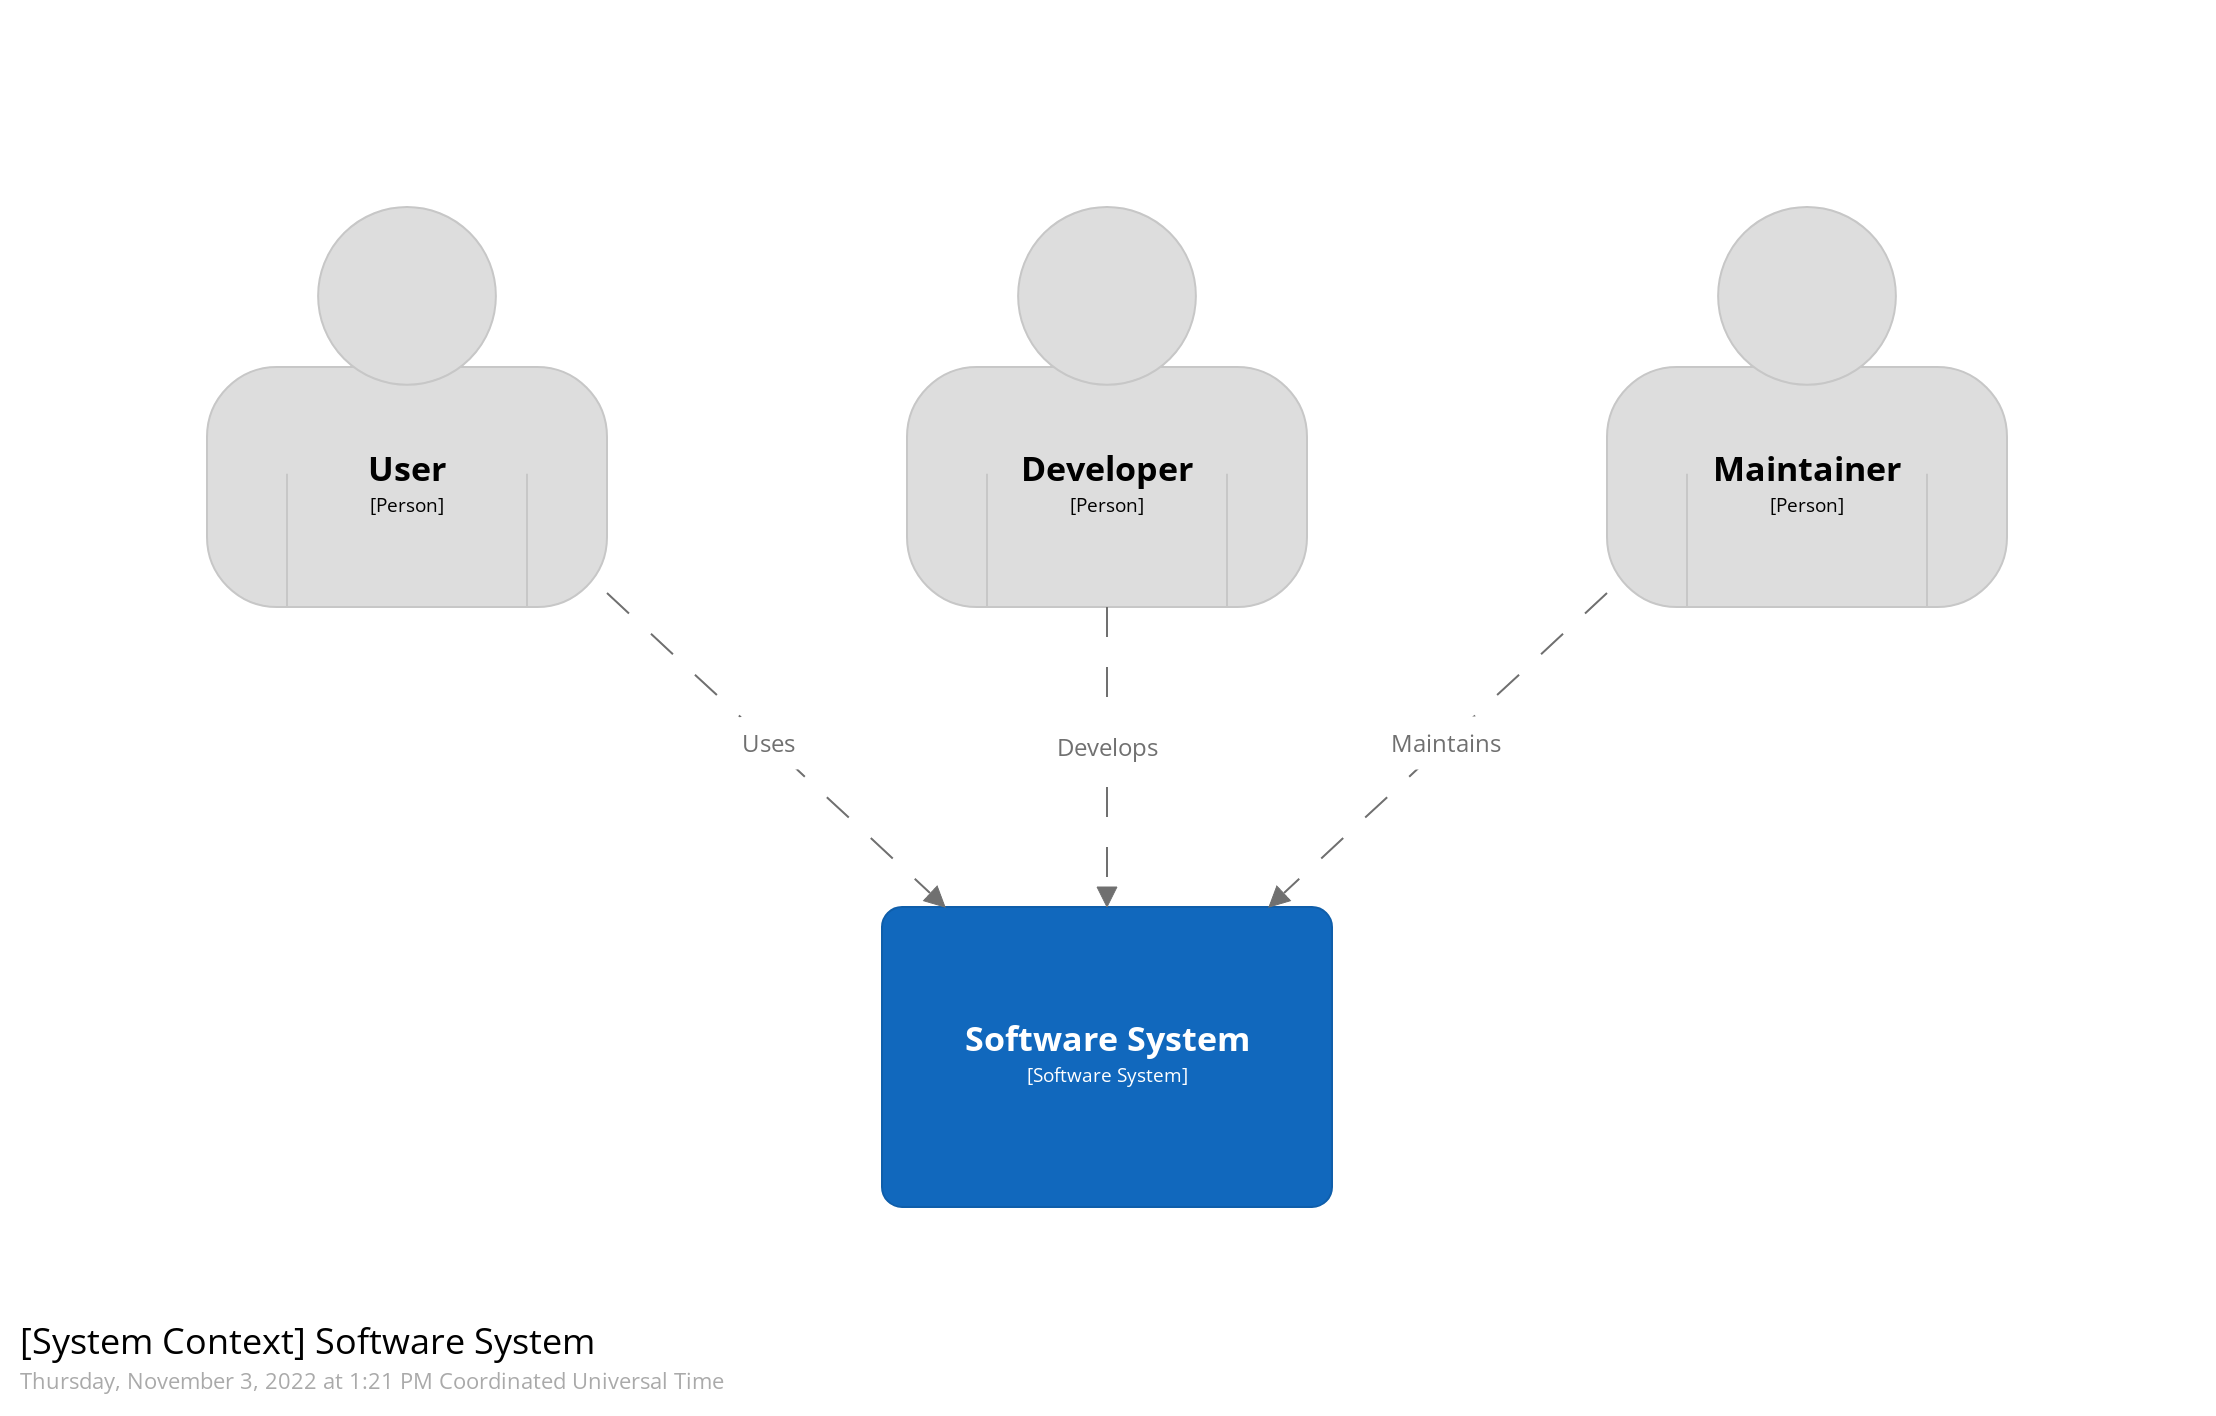 User
[Person]
Developer
[Person]
Maintainer
[Person]
Uses
Develops
Maintains
Software System
[Software System]
[System Context] Software System
Thursday, November 3, 2022 at 1:21 PM Coordinated Universal Time